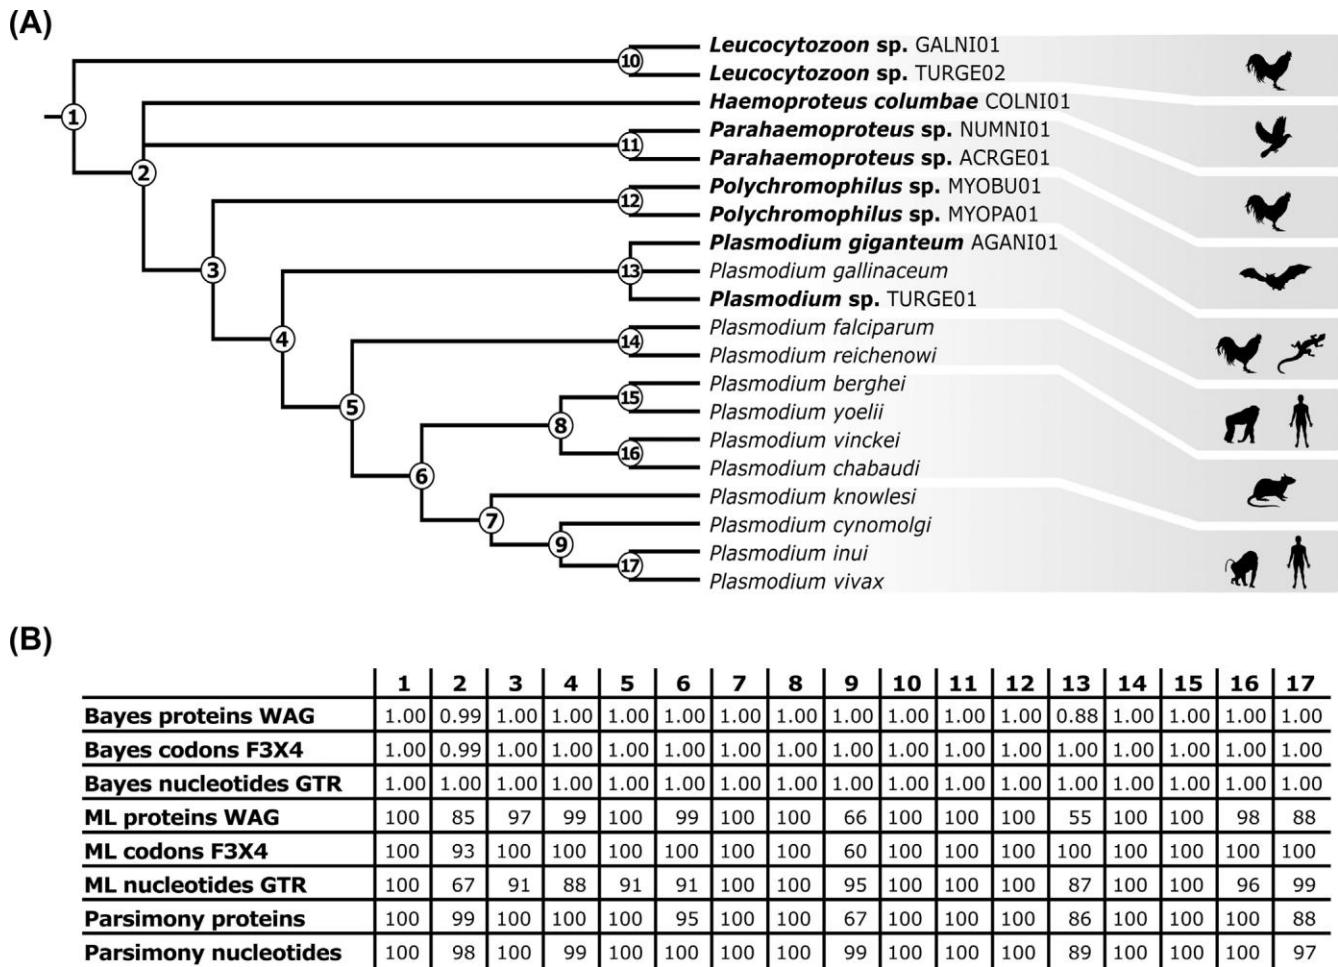 (A)
Leucocytozoon sp. GALNI01
10
Leucocytozoon sp. TURGE02
Haemoproteus columbae COLNI01
1
Parahaemoproteus sp. NUMNI01
11
Parahaemoproteus sp. ACRGE01
2
Polychromophilus sp. MYOBU01
12
Polychromophilus sp. MYOPA01
Plasmodium giganteum AGANI01
3
13
Plasmodium gallinaceum
Plasmodium sp. TURGE01
Plasmodium falciparum
4
14
Plasmodium reichenowi
Plasmodium berghei
15
5
Plasmodium yoelii
8
Plasmodium vinckei
16
Plasmodium chabaudi
6
Plasmodium knowlesi
7
Plasmodium cynomolgi
9
Plasmodium inui
17
Plasmodium vivax
(B)
1 2 3 4 5 6 7 8 9 10 11 12 13 14 15 16 17
Bayes proteins WAG 1.00 0.99 1.00 1.00 1.00 1.00 1.00 1.00 1.00 1.00 1.00 1.00 0.88 1.00 1.00 1.00 1.00
Bayes codons F3X4 1.00 0.99 1.00 1.00 1.00 1.00 1.00 1.00 1.00 1.00 1.00 1.00 1.00 1.00 1.00 1.00 1.00
Bayes nucleotides GTR 1.00 1.00 1.00 1.00 1.00 1.00 1.00 1.00 1.00 1.00 1.00 1.00 1.00 1.00 1.00 1.00 1.00
ML proteins WAG 100 85 97 99 100 99 100 100 66 100 100 100 55 100 100 98 88
ML codons F3X4 100 93 100 100 100 100 100 100 60 100 100 100 100 100 100 100 100
ML nucleotides GTR 100 67 91 88 91 91 100 100 95 100 100 100 87 100 100 96 99
Parsimony proteins 100 99 100 100 100 95 100 100 67 100 100 100 86 100 100 100 88
Parsimony nucleotides 100 98 100 99 100 100 100 100 99 100 100 100 89 100 100 100 97